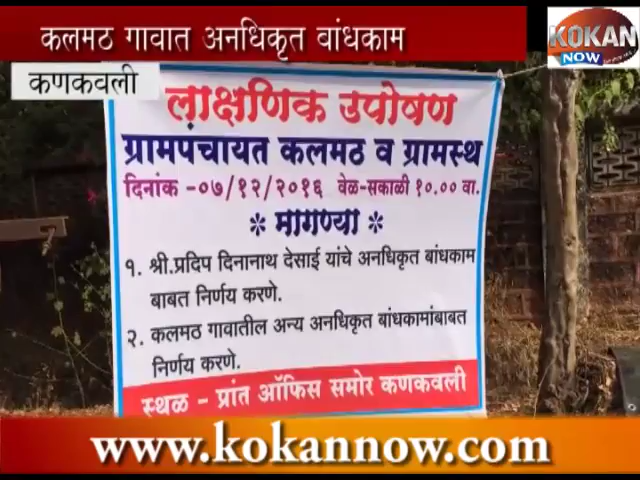 कलमठ गावात अनधिकृत बांधकाम
KOKAN
NOW
कणकवली
लाक्षणिक उपोषण
ग्रामपंचायत कलमठ व ग्रामस्थ
दिनांक -०७/१२/२०१६ वेळ-सकाळी १०.०० वा.
* मागण्या *
१. श्री.प्रदिप दिनानाथ देसाई यांचे अनधिकृत बांधकाम
बाबत निर्णय करणे.
२. कलमठ गावातील अन्य अनधिकृत बांधकामांबाबत
निर्णय करणे.
स्थळ - प्रांत ऑफिस समोर कणकवली
www.kokannow.com